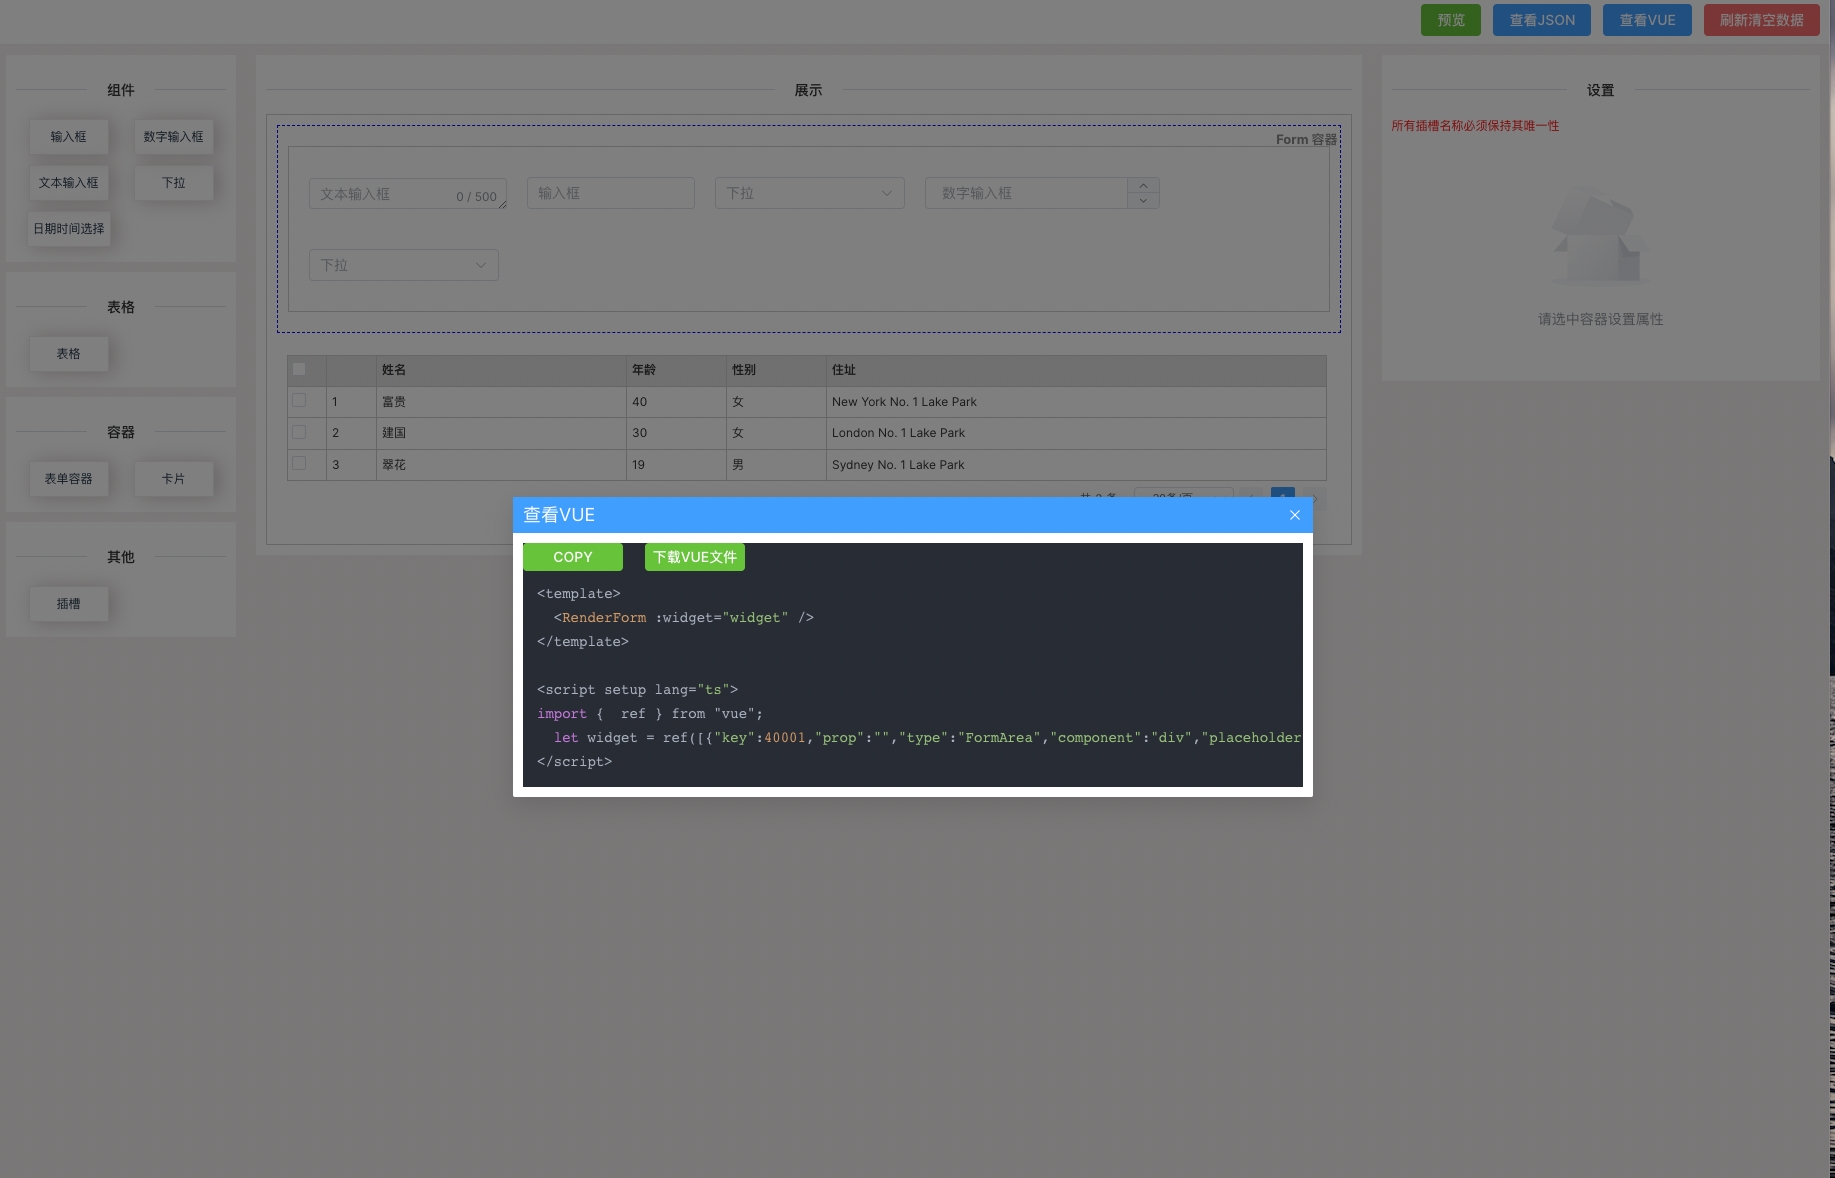 预览 查看JSON 查看VUE 刷新清空数据
组件
输入框 数字输入框
文本输入框 下拉
日期时间选择
表格
表格
容器
表单容器 卡片
其他
插槽
展示
Form 容器
文本输入框 0 / 500 输入框 下拉 数字输入框
下拉
姓名 年龄 性别 住址
1 富贵 40 女 New York No. 1 Lake Park
2 建国 30 女 London No. 1 Lake Park
3 翠花 19 男 Sydney No. 1 Lake Park
设置
所有插槽名称必须保持其唯一性
请选中容器设置属性
查看VUE
COPY 下载VUE文件
<template>
<RenderForm :widget="widget" />
</template>
<script setup lang="ts">
import {  ref } from "vue";
let widget = ref([{"key":40001,"prop":"","type":"FormArea","component":"div","placeholder
</script>